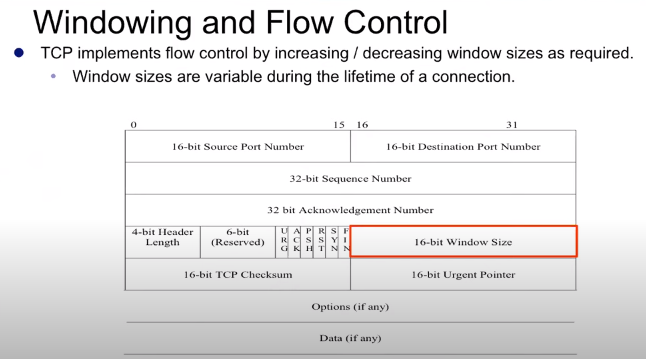 Windowing and Flow Control
TCP implements flow control by increasing / decreasing window sizes as required.
Window sizes are variable during the lifetime of a connection.
0 15 16 31
16-bit Source Port Number 16-bit Destination Port Number
32-bit Sequence Number
32 bit Acknowledgement Number
4-bit Header Length 6-bit (Reserved) URG ACK PSH RST SYN FIN 16-bit Window Size
16-bit TCP Checksum 16-bit Urgent Pointer
Options (if any)
Data (if any)